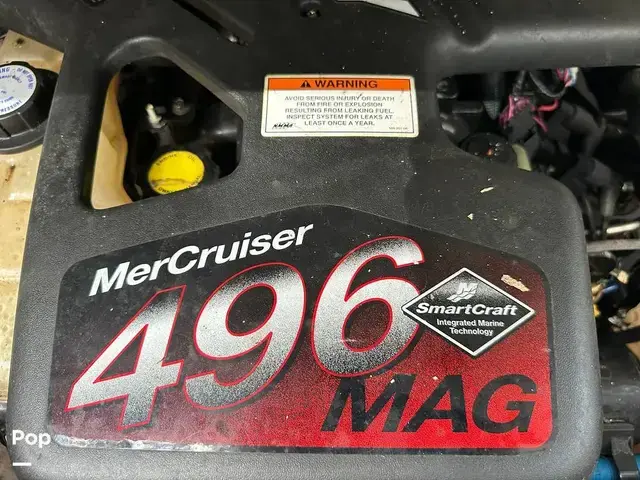 WARNING
AVOID SERIOUS INJURY OR DEATH
FROM FIRE OR EXPLOSION
RESULTING FROM LEAKING FUEL.
INSPECT SYSTEM FOR LEAKS AT
LEAST ONCE A YEAR.
NMMA
MerCruiser
496
MAG
SmartCraft
Integrated Marine
Technology
Pop